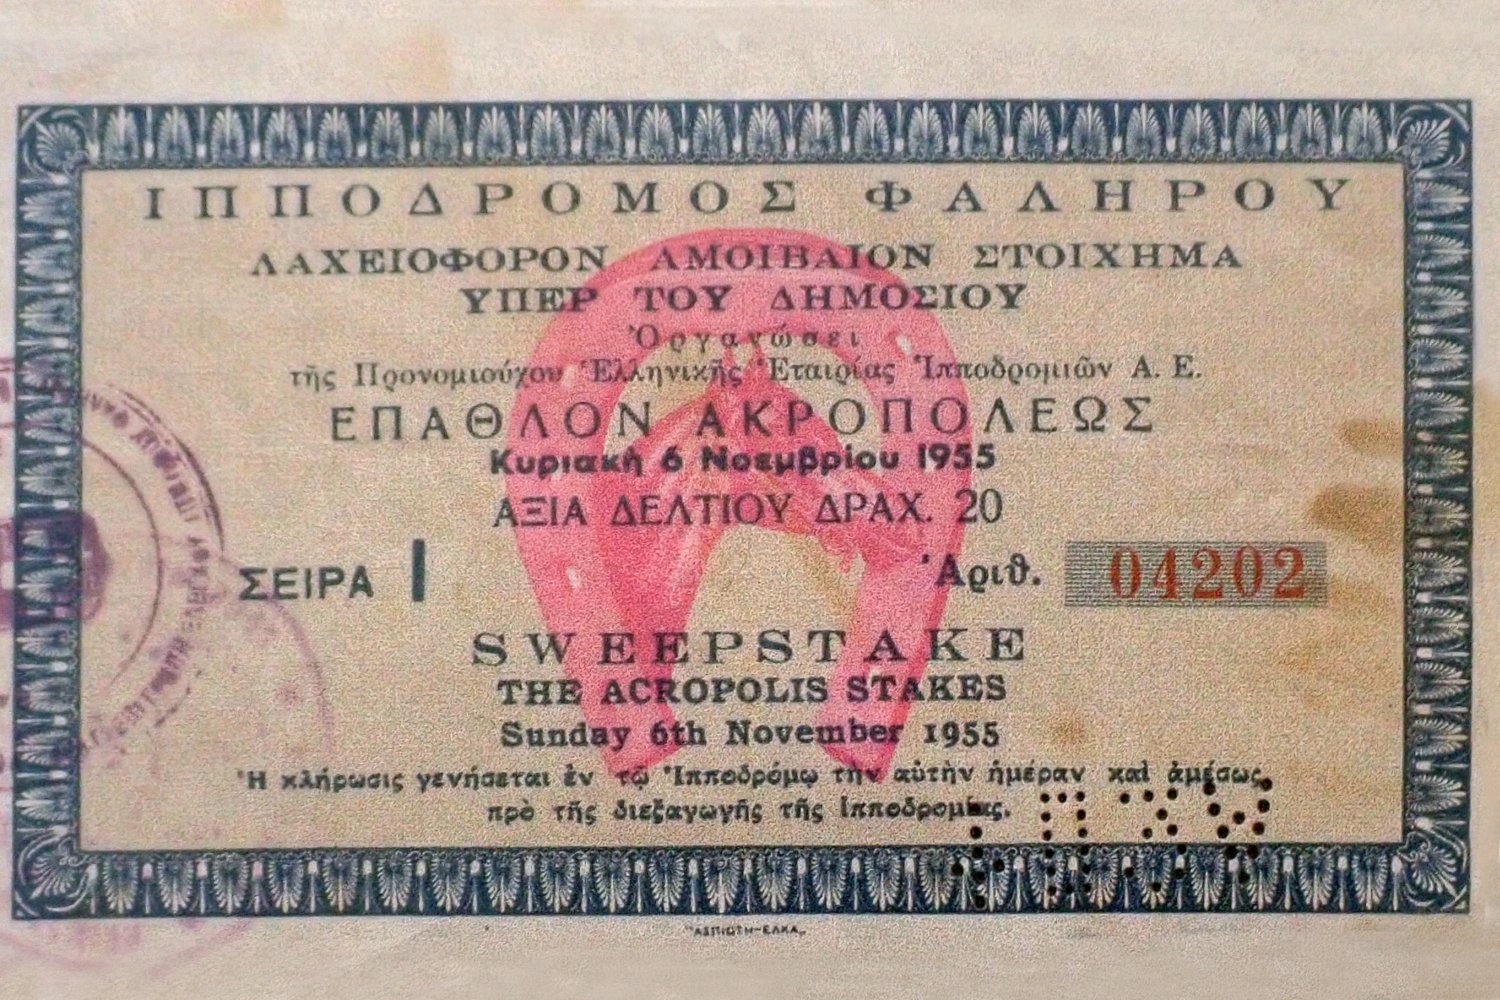 ΙΠΠΟΔΡΟΜΟΣ ΦΑΛΗΡΟΥ
ΛΑΧΕΙΟΦΟΡΟΝ ΑΜΟΙΒΑΙΟΝ ΣΤΟΙΧΗΜΑ
ΥΠΕΡ ΤΟΥ ΔΗΜΟΣΙΟΥ
Ὀργανώσει
τῆς Προνομιούχου Ἑλληνικῆς Ἑταιρίας Ἱπποδρομιῶν Α. Ε.
ΕΠΑΘΛΟΝ ΑΚΡΟΠΟΛΕΩΣ
Κυριακή 6 Νοεμβρίου 1955
ΑΞΙΑ ΔΕΛΤΙΟΥ ΔΡΑΧ. 20
ΣΕΙΡΑ Ι Ἀριθ. 04202
SWEEPSTAKE
THE ACROPOLIS STAKES
Sunday 6th November 1955
Ἡ κλήρωσις γενήσεται ἐν τῷ Ἱπποδρόμῳ τὴν αὐτὴν ἡμέραν καὶ ἀμέσως
πρὸ τῆς διεξαγωγῆς τῆς Ἱπποδρομίας.
"ΑΣΠΙΩΤΗ-ΕΛΚΑ"